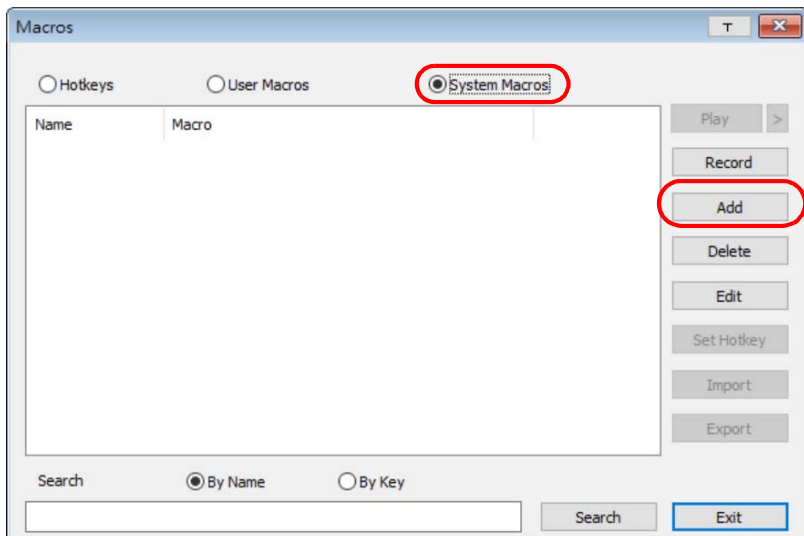 Macros
Hotkeys User Macros System Macros
Name Macro
Play >
Record
Add
Delete
Edit
Set Hotkey
Import
Export
Search By Name By Key
Search Exit